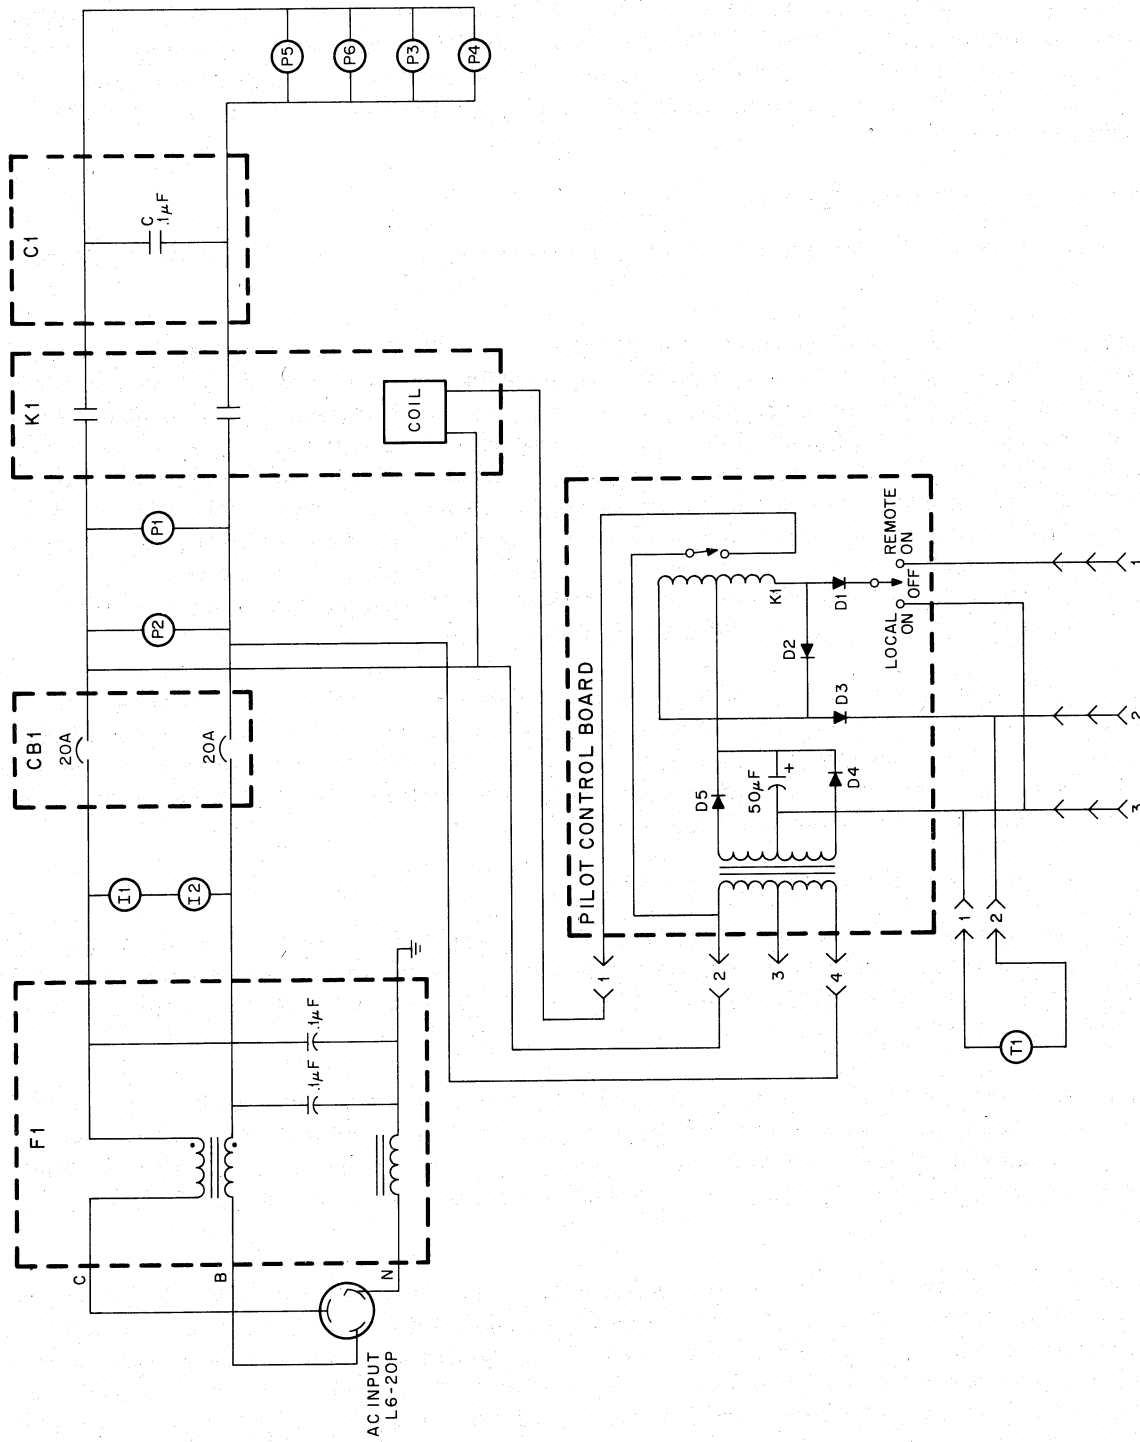 AC INPUT
L6-20P
C
B
N
F1
.1µF
.1µF
I1
I2
CB1
20A
20A
P2
P1
K1
COIL
C1
C
.1µF
P5
P6
P3
P4
PILOT CONTROL BOARD
1
2
3
4
D5
50µF
+
D4
D3
D2
K1
D1
LOCAL
ON
OFF
REMOTE
ON
T1
1
2
3
2
1